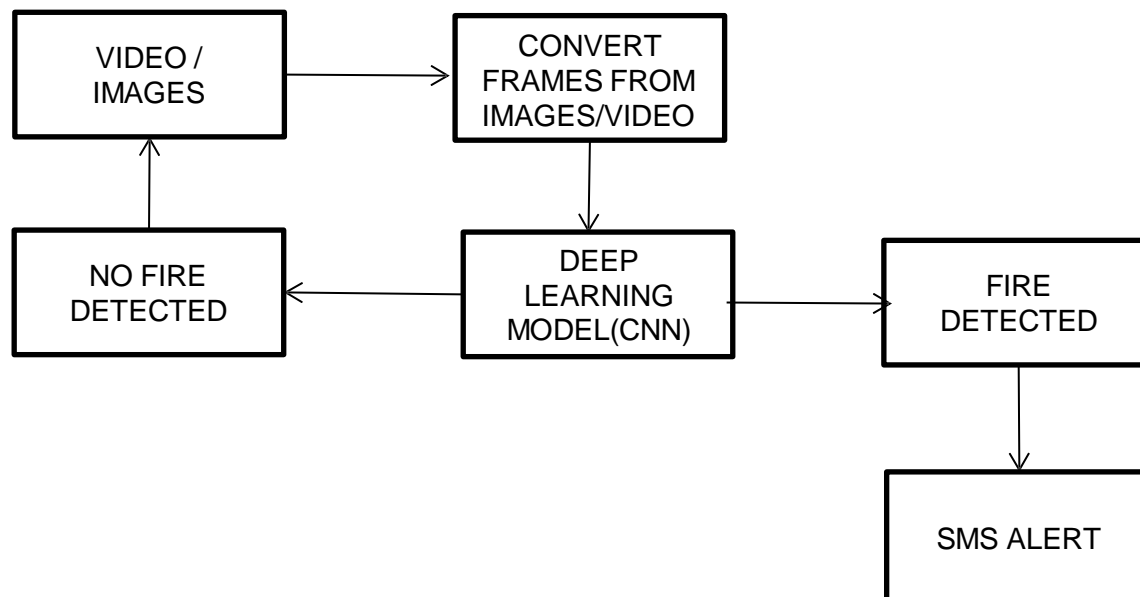 VIDEO /
IMAGES
CONVERT
FRAMES FROM
IMAGES/VIDEO
NO FIRE
DETECTED
DEEP
LEARNING
MODEL(CNN)
FIRE
DETECTED
SMS ALERT